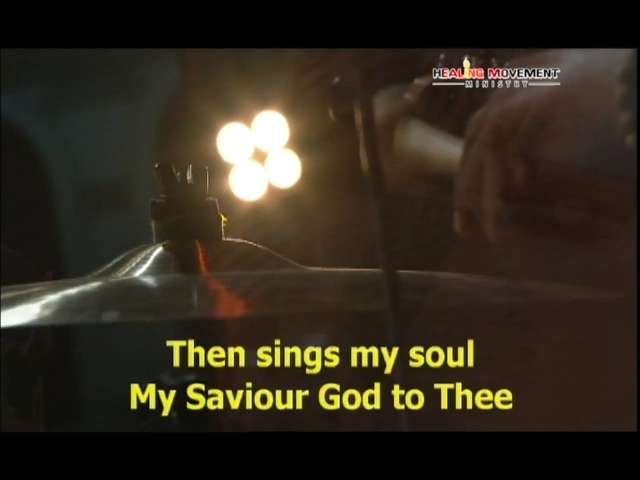 HEALING MOVEMENT
MINISTRY
Then sings my soul
My Saviour God to Thee